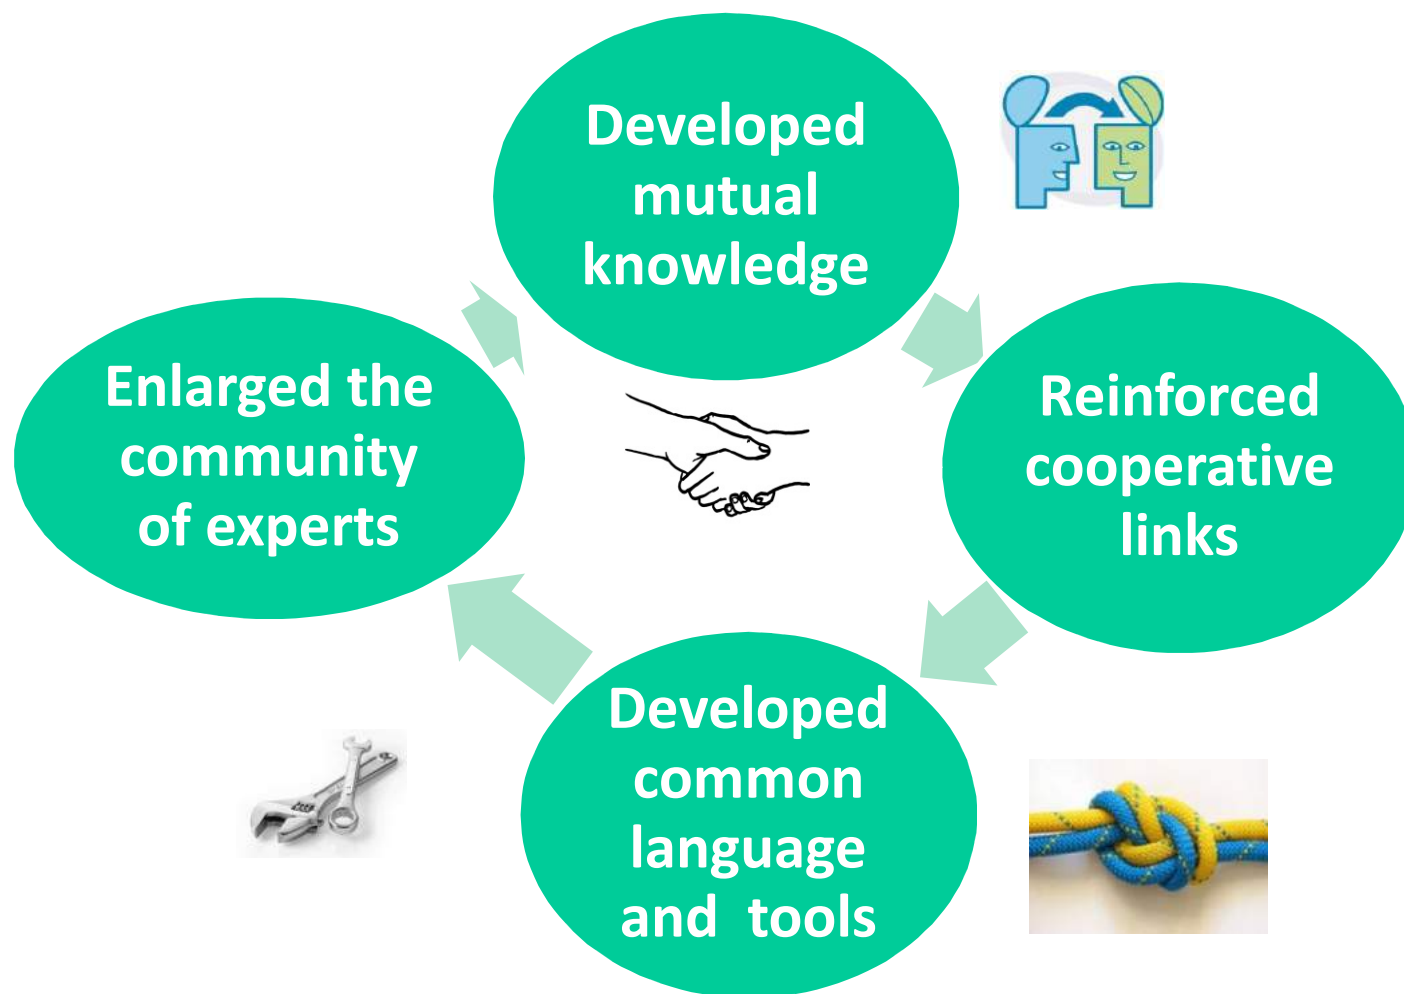 Developed
mutual
knowledge
Reinforced
cooperative
links
Developed
common
language
and  tools
Enlarged the
community
of experts